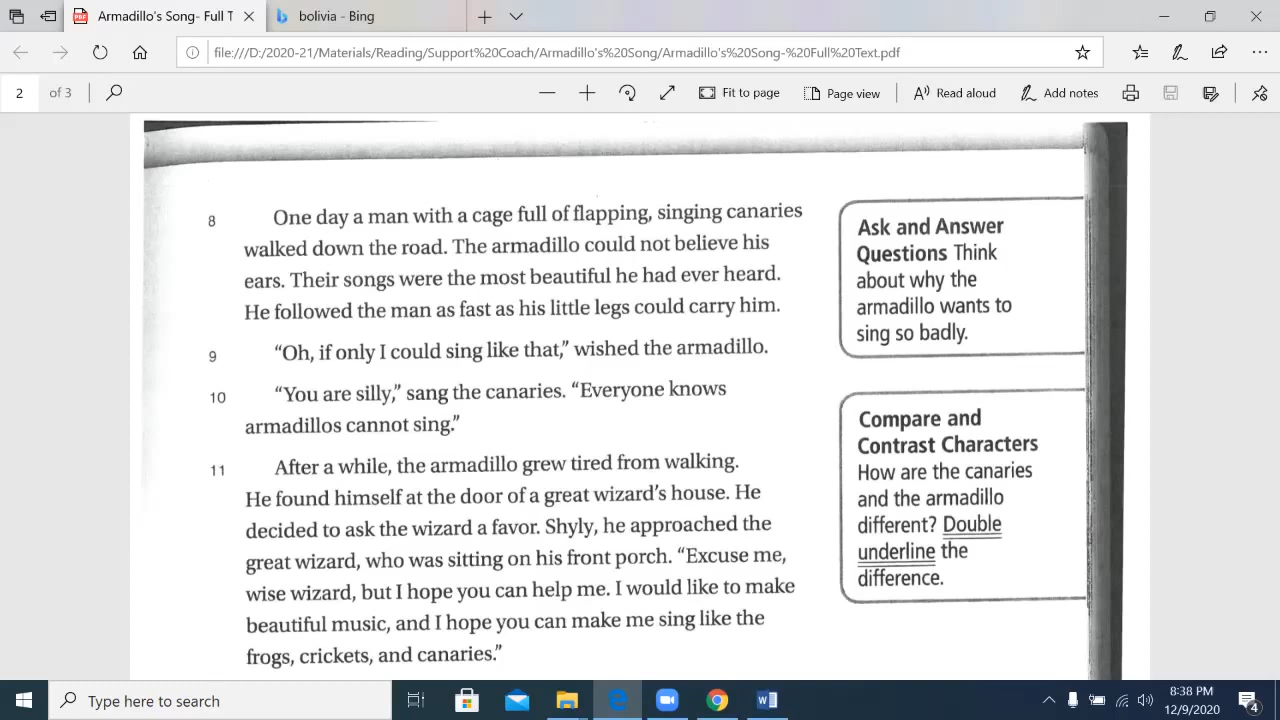 Armadillo's Song- Full T
bolivia - Bing
file:///D:/2020-21/Materials/Reading/Support%20Coach/Armadillo's%20Song/Armadillo's%20Song-%20Full%20Text.pdf
2 of 3
Fit to page
Page view
Read aloud
Add notes
8 One day a man with a cage full of flapping, singing canaries
walked down the road. The armadillo could not believe his
ears. Their songs were the most beautiful he had ever heard.
He followed the man as fast as his little legs could carry him.
9 “Oh, if only I could sing like that,” wished the armadillo.
10 “You are silly,” sang the canaries. “Everyone knows
armadillos cannot sing.”
11 After a while, the armadillo grew tired from walking.
He found himself at the door of a great wizard’s house. He
decided to ask the wizard a favor. Shyly, he approached the
great wizard, who was sitting on his front porch. “Excuse me,
wise wizard, but I hope you can help me. I would like to make
beautiful music, and I hope you can make me sing like the
frogs, crickets, and canaries.”
Ask and Answer
Questions Think
about why the
armadillo wants to
sing so badly.
Compare and
Contrast Characters
How are the canaries
and the armadillo
different? Double
underline the
difference.
Type here to search
8:38 PM
12/9/2020
4